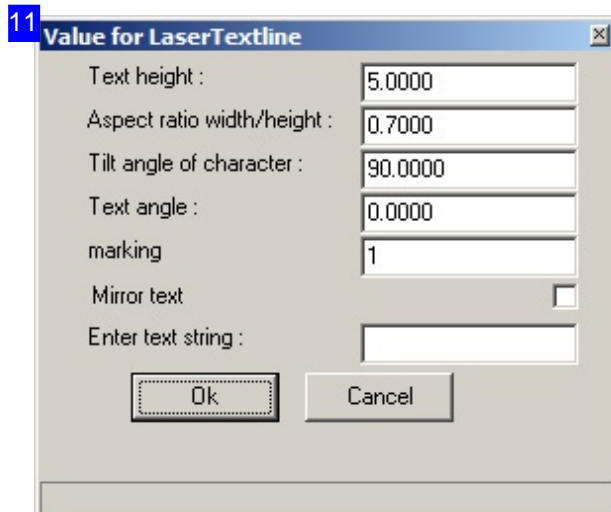 11
Value for LaserTextline
Text height : 5.0000
Aspect ratio width/height : 0.7000
Tilt angle of character : 90.0000
Text angle : 0.0000
marking 1
Mirror text
Enter text string :
Ok Cancel